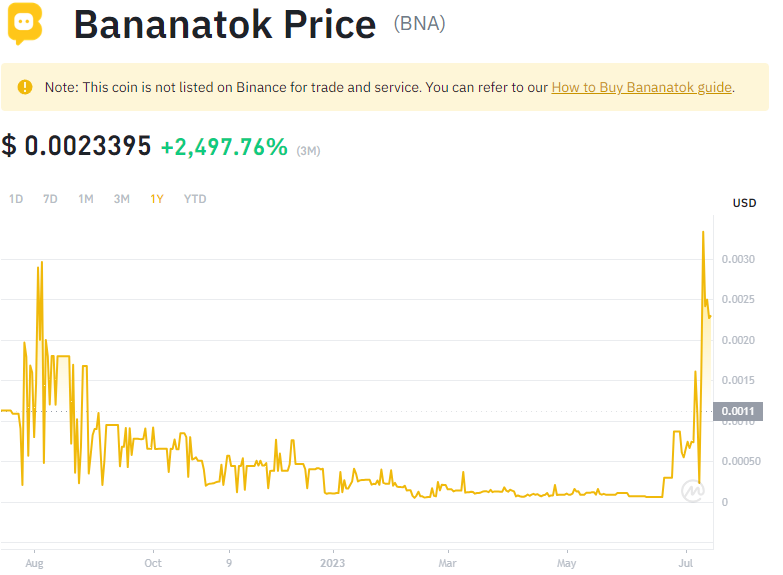 Bananatok Price (BNA)
Note: This coin is not listed on Binance for trade and service. You can refer to our How to Buy Bananatok guide.
$ 0.0023395 +2,497.76% (3M)
1D 7D 1M 3M 1Y YTD
USD
0.0030
0.0025
0.0020
0.0015
0.0011
0.0010
0.00050
0
Aug Oct 9 2023 Mar May Jul